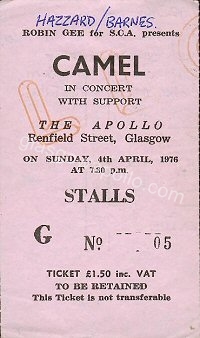 HAZZARD/BARNES.
ROBIN GEE for S.C.A. presents
CAMEL
IN CONCERT
WITH SUPPORT
THE APOLLO
Renfield Street, Glasgow
ON SUNDAY, 4th APRIL, 1976
AT 7.30 p.m.
STALLS
G No 05
TICKET £1.50 inc. VAT
TO BE RETAINED
This Ticket is not transferable